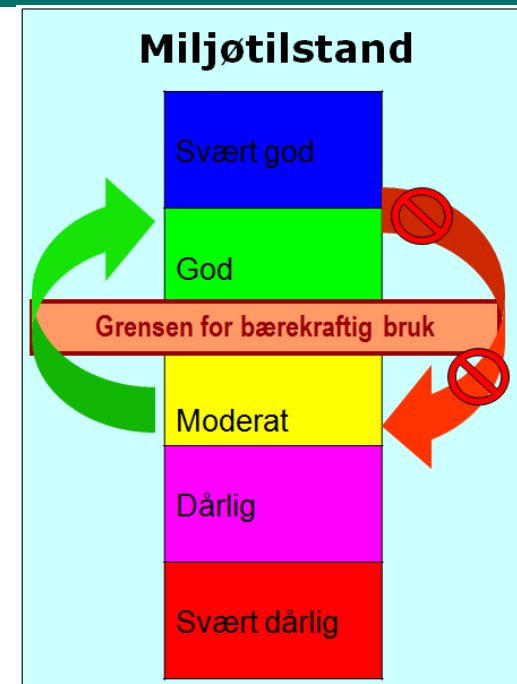 Miljøtilstand
Svært god
God
Grensen for bærekraftig bruk
Moderat
Dårlig
Svært dårlig